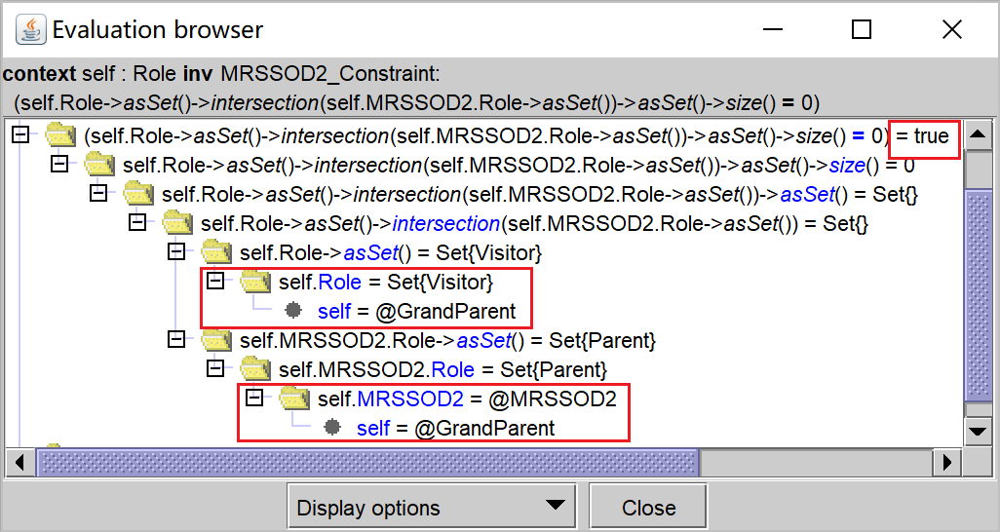 Evaluation browser
context self : Role inv MRSSOD2_Constraint:
(self.Role->asSet()->intersection(self.MRSSOD2.Role->asSet())->asSet()->size() = 0)
(self.Role->asSet()->intersection(self.MRSSOD2.Role->asSet())->asSet()->size() = 0) = true
self.Role->asSet()->intersection(self.MRSSOD2.Role->asSet())->asSet()->size() = 0
self.Role->asSet()->intersection(self.MRSSOD2.Role->asSet())->asSet() = Set{}
self.Role->asSet()->intersection(self.MRSSOD2.Role->asSet()) = Set{}
self.Role->asSet() = Set{Visitor}
self.Role = Set{Visitor}
self = @GrandParent
self.MRSSOD2.Role->asSet() = Set{Parent}
self.MRSSOD2.Role = Set{Parent}
self.MRSSOD2 = @MRSSOD2
self = @GrandParent
Display options
Close